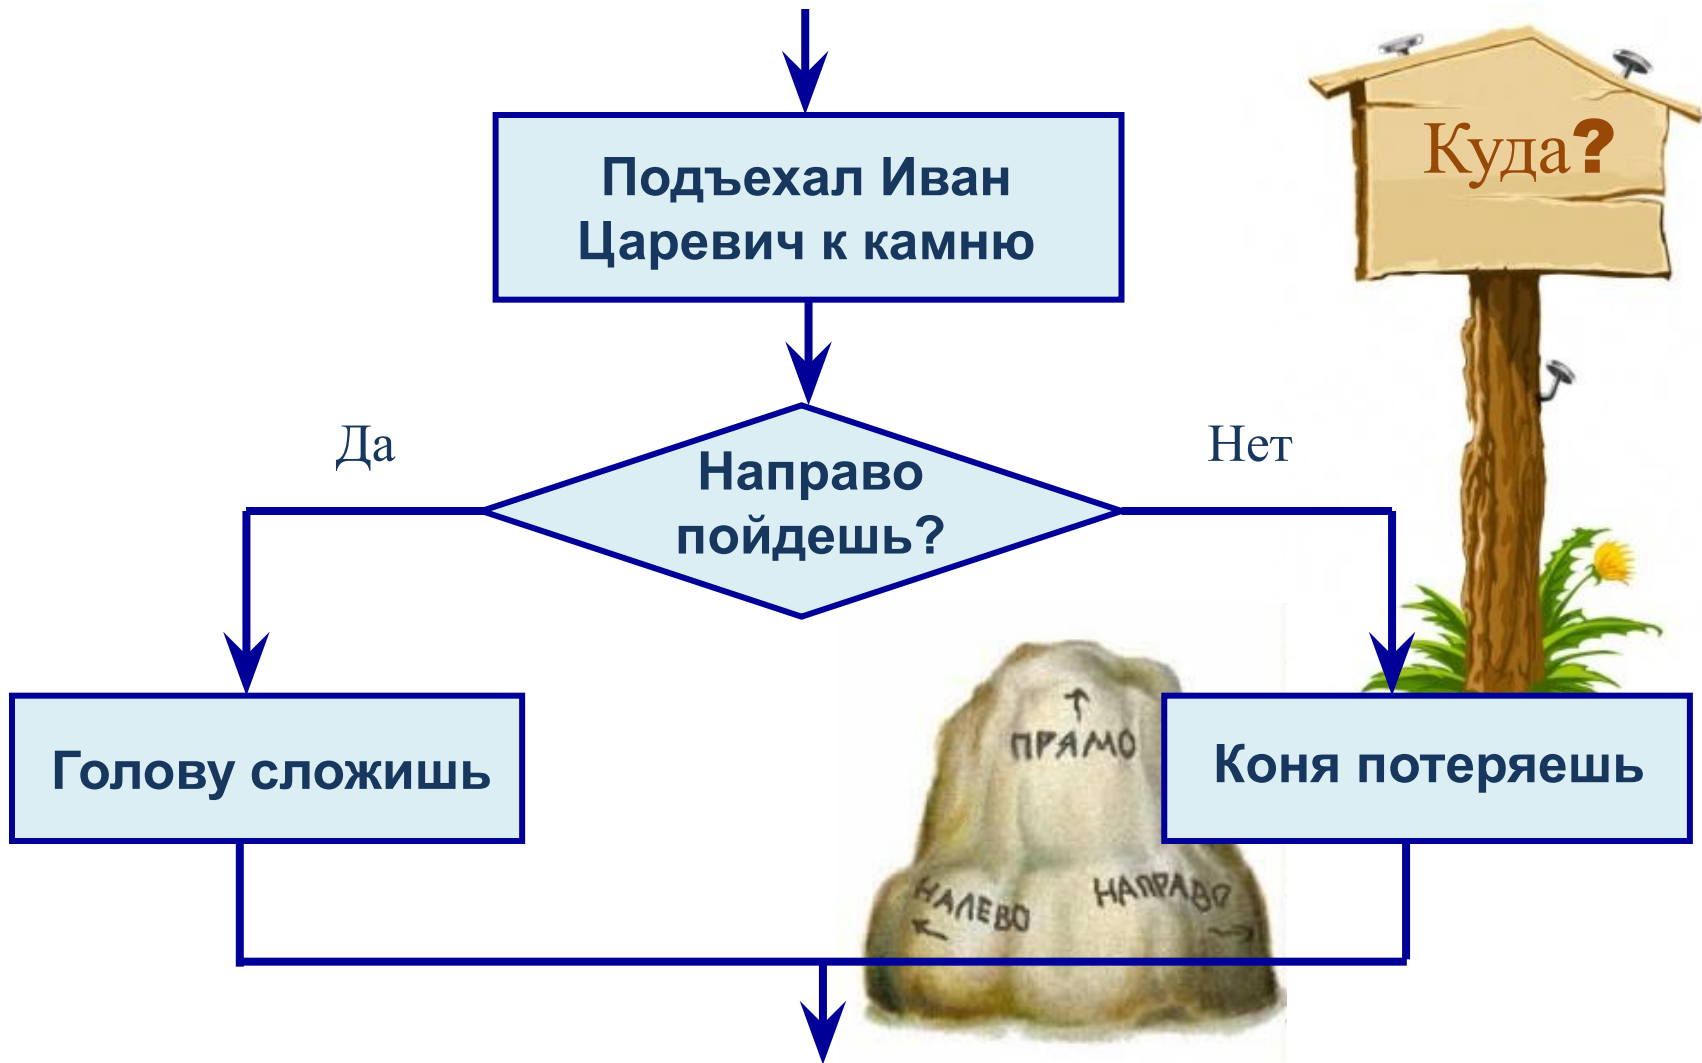 Куда?
Подъехал Иван
Царевич к камню
Да
Нет
Направо
пойдешь?
Голову сложишь
Коня потеряешь
ПРЯМО
НАЛЕВО
НАПРАВО